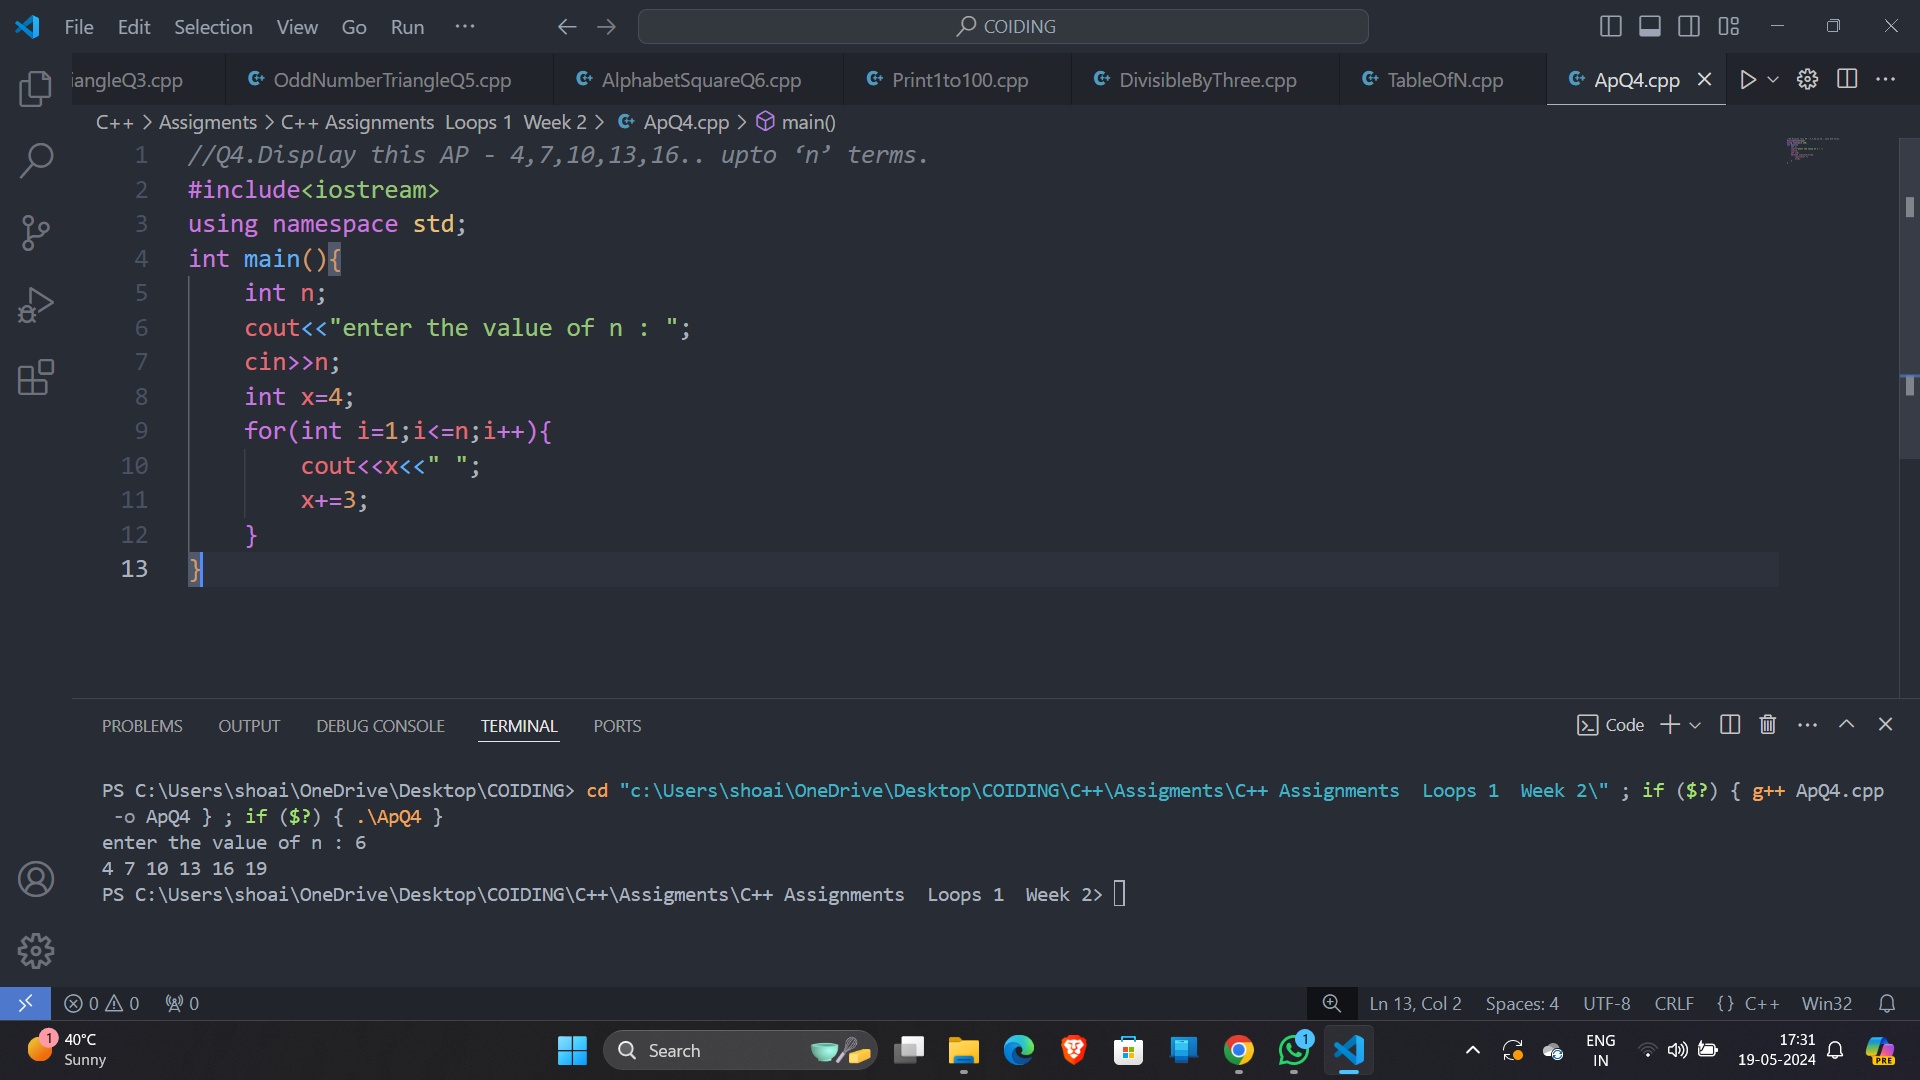 File Edit Selection View Go Run ··· COIDING
iangleQ3.cpp OddNumberTriangleQ5.cpp AlphabetSquareQ6.cpp Print1to100.cpp DivisibleByThree.cpp TableOfN.cpp ApQ4.cpp
C++ > Assigments > C++ Assignments Loops 1 Week 2 > ApQ4.cpp > main()
1 //Q4.Display this AP - 4,7,10,13,16.. upto ‘n’ terms.
2 #include<iostream>
3 using namespace std;
4 int main(){
5 int n;
6 cout<<"enter the value of n : ";
7 cin>>n;
8 int x=4;
9 for(int i=1;i<=n;i++){
10 cout<<x<<" ";
11 x+=3;
12 }
13 }
PROBLEMS OUTPUT DEBUG CONSOLE TERMINAL PORTS Code
PS C:\Users\shoai\OneDrive\Desktop\COIDING> cd "c:\Users\shoai\OneDrive\Desktop\COIDING\C++\Assigments\C++ Assignments  Loops 1  Week 2\" ; if ($?) { g++ ApQ4.cpp
-o ApQ4 } ; if ($?) { .\ApQ4 }
enter the value of n : 6
4 7 10 13 16 19
PS C:\Users\shoai\OneDrive\Desktop\COIDING\C++\Assigments\C++ Assignments  Loops 1  Week 2>
0 0 0 Ln 13, Col 2 Spaces: 4 UTF-8 CRLF {} C++ Win32
1 40°C
Sunny
Search
1
ENG
IN
17:31
19-05-2024
PRE